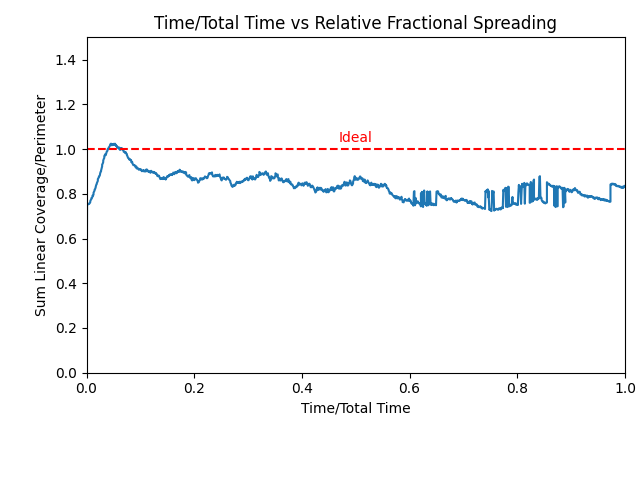 Time/Total Time vs Relative Fractional Spreading
Sum Linear Coverage/Perimeter
1.4
1.2
1.0
0.8
0.6
0.4
0.2
0.0
Ideal
0.0 0.2 0.4 0.6 0.8 1.0
Time/Total Time